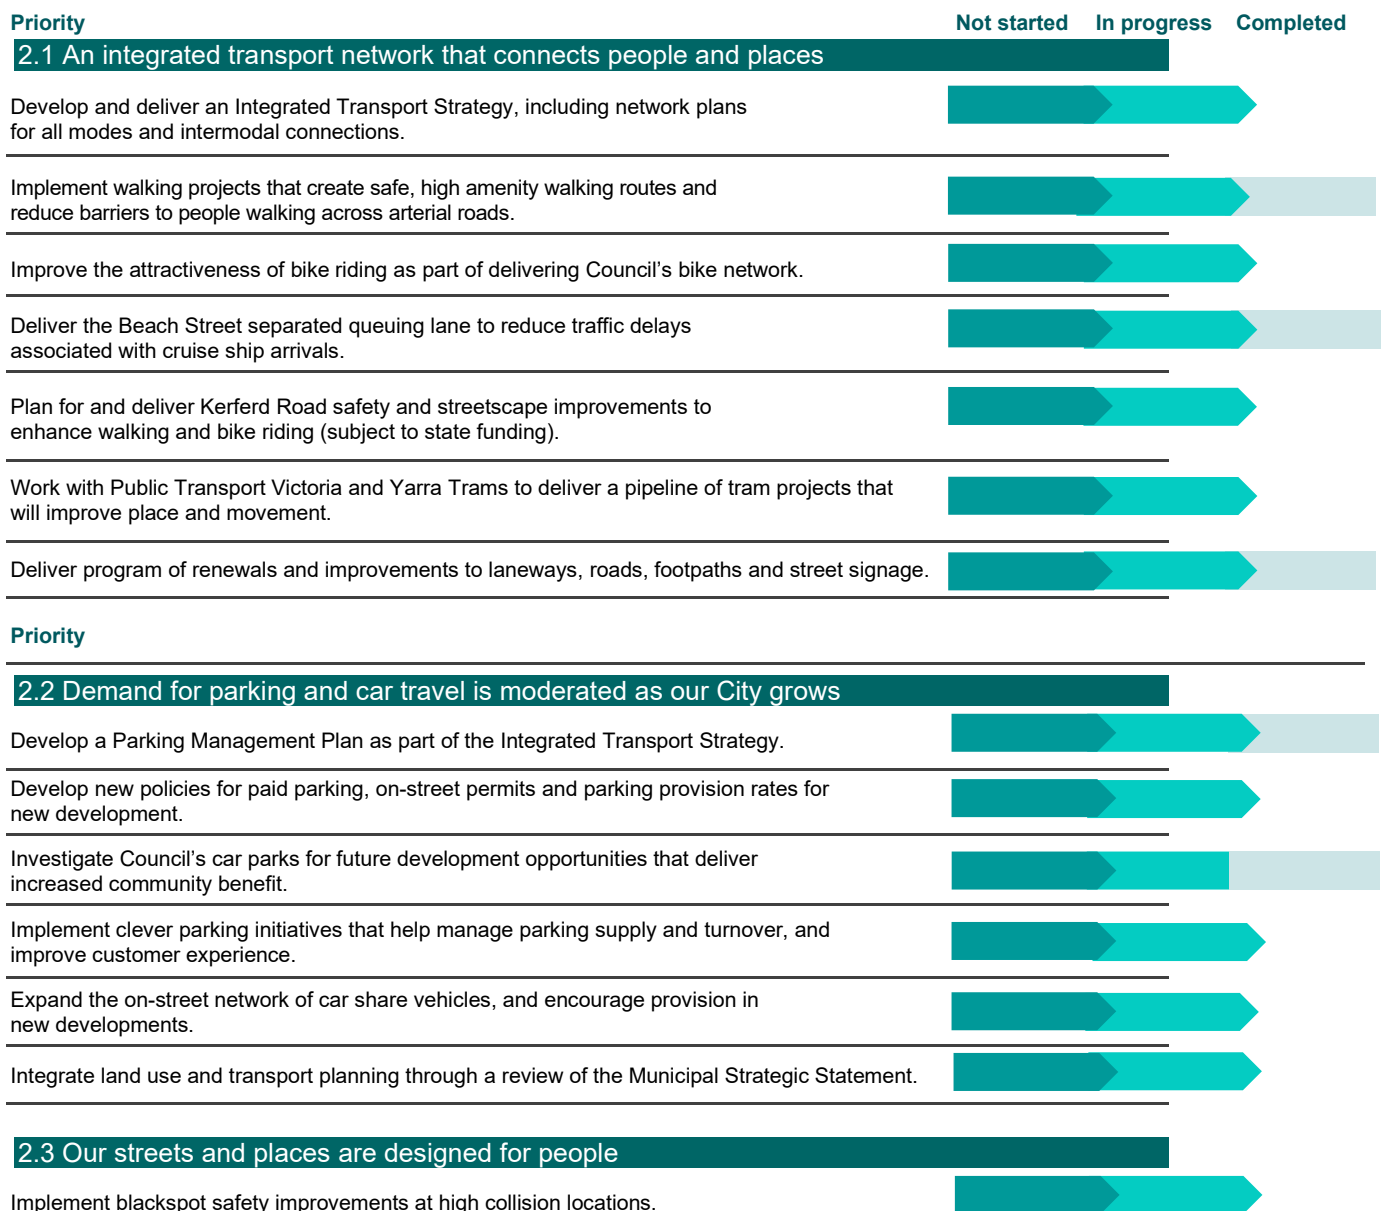 Priority Not started In progress Completed
2.1 An integrated transport network that connects people and places
Develop and deliver an Integrated Transport Strategy, including network plans
for all modes and intermodal connections.
Implement walking projects that create safe, high amenity walking routes and
reduce barriers to people walking across arterial roads.
Improve the attractiveness of bike riding as part of delivering Council’s bike network.
Deliver the Beach Street separated queuing lane to reduce traffic delays
associated with cruise ship arrivals.
Plan for and deliver Kerferd Road safety and streetscape improvements to
enhance walking and bike riding (subject to state funding).
Work with Public Transport Victoria and Yarra Trams to deliver a pipeline of tram projects that
will improve place and movement.
Deliver program of renewals and improvements to laneways, roads, footpaths and street signage.
Priority
2.2 Demand for parking and car travel is moderated as our City grows
Develop a Parking Management Plan as part of the Integrated Transport Strategy.
Develop new policies for paid parking, on-street permits and parking provision rates for
new development.
Investigate Council’s car parks for future development opportunities that deliver
increased community benefit.
Implement clever parking initiatives that help manage parking supply and turnover, and
improve customer experience.
Expand the on-street network of car share vehicles, and encourage provision in
new developments.
Integrate land use and transport planning through a review of the Municipal Strategic Statement.
2.3 Our streets and places are designed for people
Implement blackspot safety improvements at high collision locations.